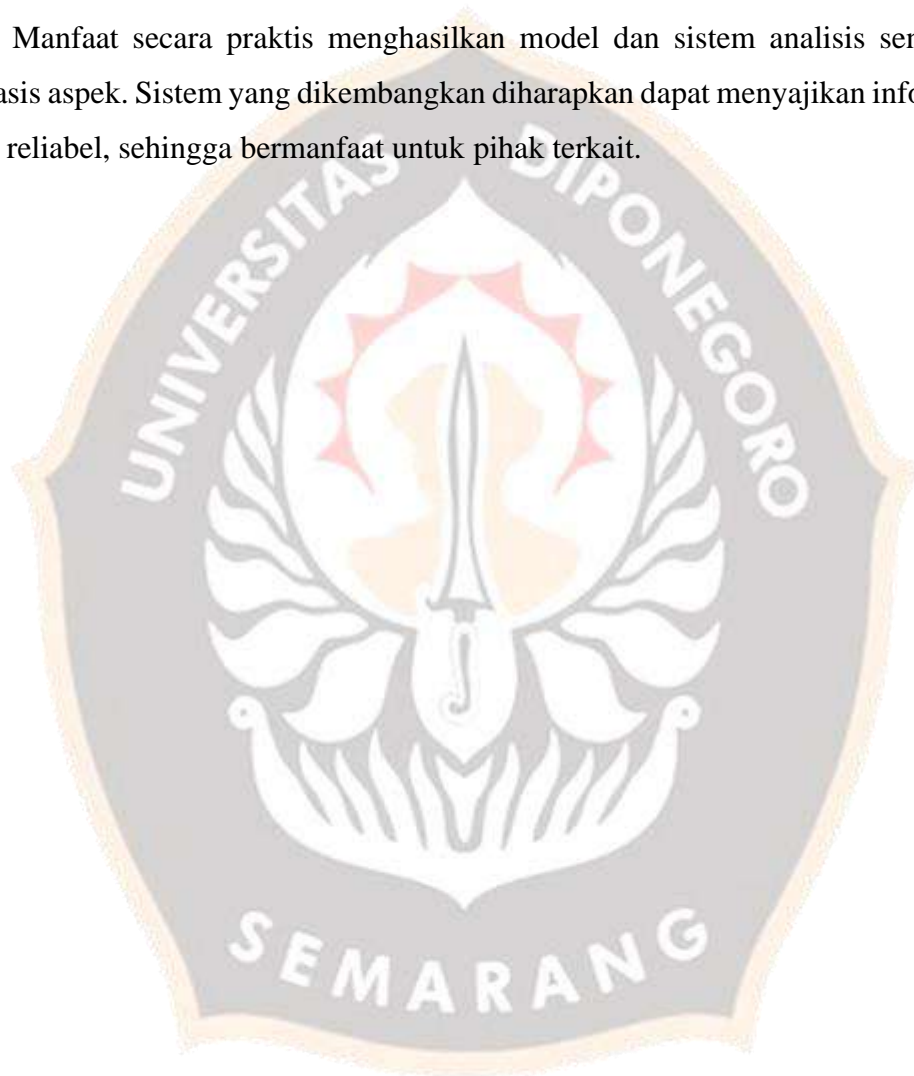 Manfaat secara praktis menghasilkan model dan sistem analisis sen
asis aspek. Sistem yang dikembangkan diharapkan dapat menyajikan info
reliabel, sehingga bermanfaat untuk pihak terkait.
UNIVERSITAS DIPONEGORO
SEMARANG